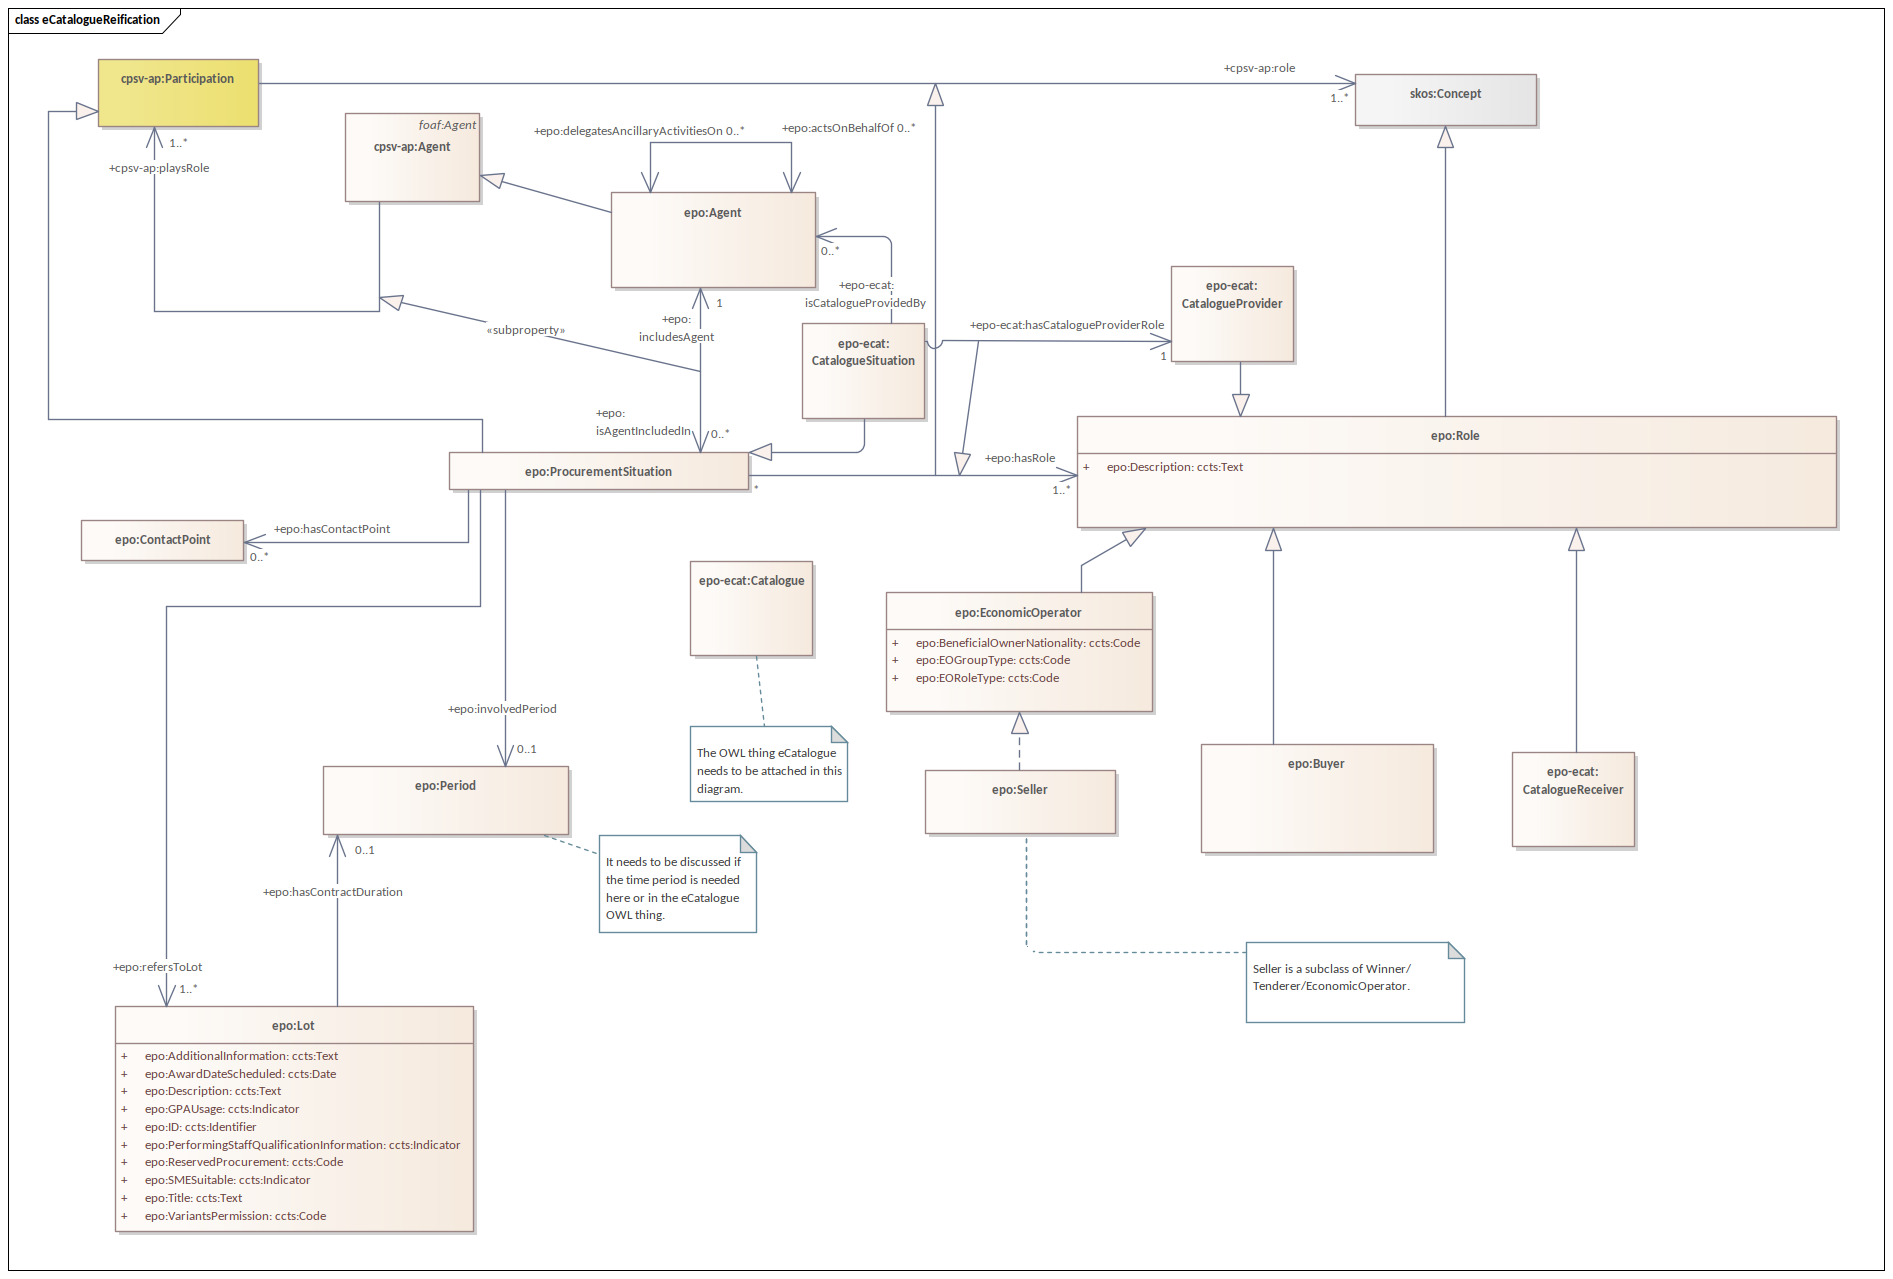 class eCatalogueReification
cpsv-ap:Participation
+cpsv-ap:role
1..*
skos:Concept
foaf:Agent
cpsv-ap:Agent
1..*
+cpsv-ap:playsRole
+epo:delegatesAncillaryActivitiesOn 0..*
+epo:actsOnBehalfOf 0..*
epo:Agent
0..*
+epo-ecat:
isCatalogueProvidedBy
1
+epo:
includesAgent
«subproperty»
epo-ecat:
CatalogueSituation
+epo-ecat:hasCatalogueProviderRole
1
epo-ecat:
CatalogueProvider
+epo:
isAgentIncludedIn
0..*
epo:ProcurementSituation
*
+epo:hasRole
1..*
epo:Role
+ epo:Description: ccts:Text
epo:ContactPoint
+epo:hasContactPoint
0..*
epo-ecat:Catalogue
epo:EconomicOperator
+ epo:BeneficialOwnerNationality: ccts:Code
+ epo:EOGroupType: ccts:Code
+ epo:EORoleType: ccts:Code
+epo:involvedPeriod
0..1
The OWL thing eCatalogue
needs to be attached in this
diagram.
epo:Period
epo:Seller
epo:Buyer
epo-ecat:
CatalogueReceiver
0..1
+epo:hasContractDuration
It needs to be discussed if
the time period is needed
here or in the eCatalogue
OWL thing.
+epo:refersToLot
1..*
Seller is a subclass of Winner/
Tenderer/EconomicOperator.
epo:Lot
+ epo:AdditionalInformation: ccts:Text
+ epo:AwardDateScheduled: ccts:Date
+ epo:Description: ccts:Text
+ epo:GPAUsage: ccts:Indicator
+ epo:ID: ccts:Identifier
+ epo:PerformingStaffQualificationInformation: ccts:Indicator
+ epo:ReservedProcurement: ccts:Code
+ epo:SMESuitable: ccts:Indicator
+ epo:Title: ccts:Text
+ epo:VariantsPermission: ccts:Code